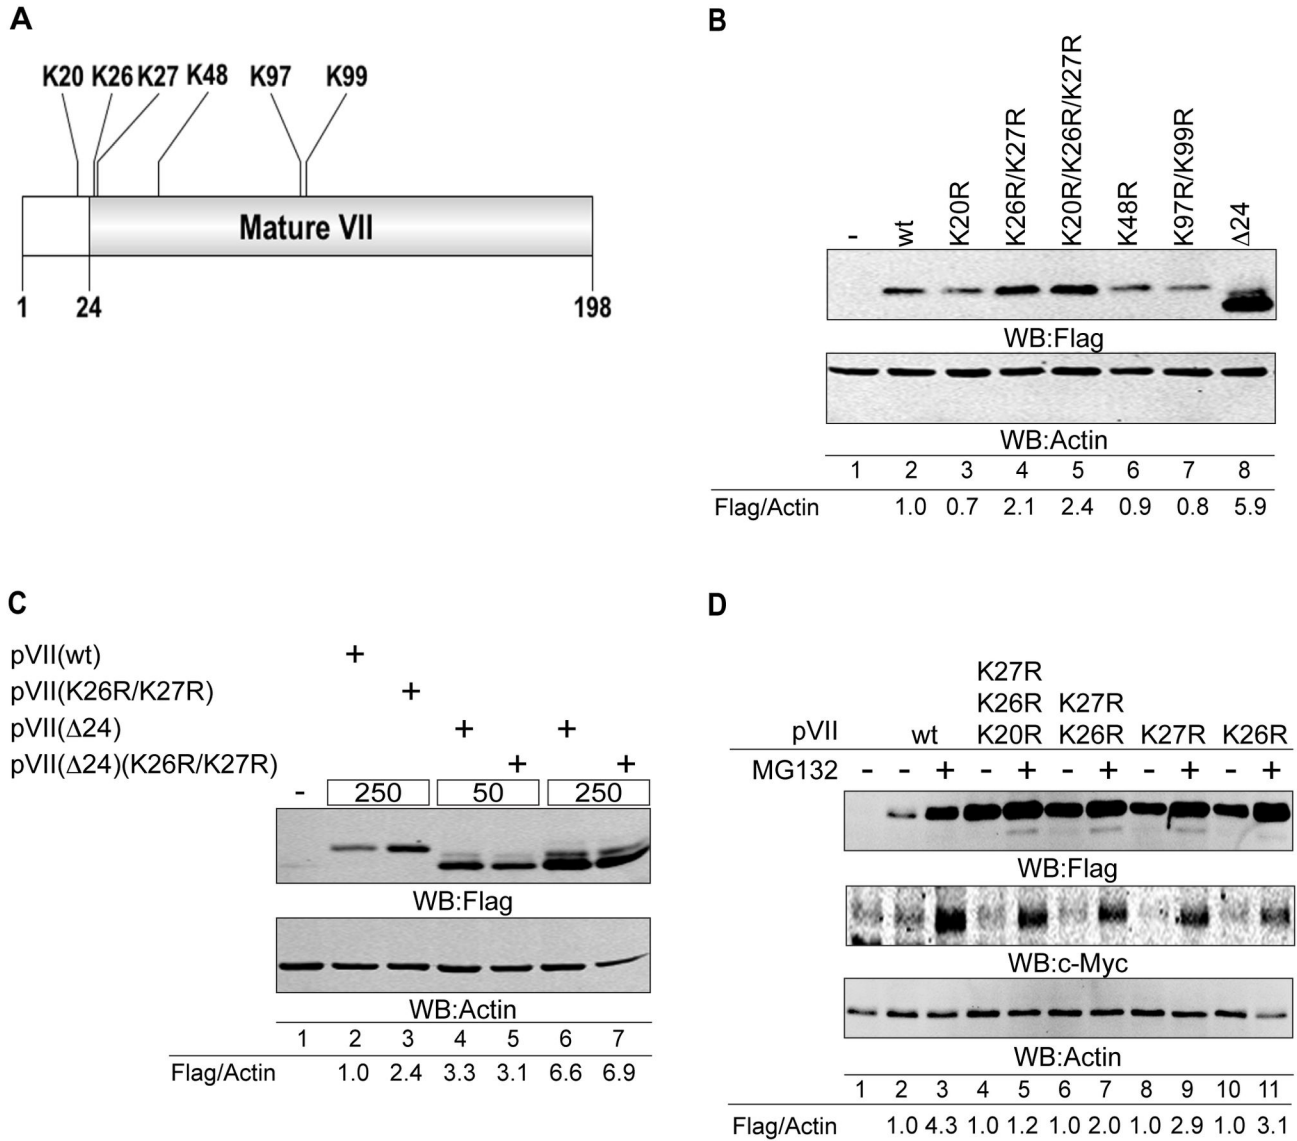 A
K20 K26 K27 K48 K97 K99
Mature VII
1 24 198
B
- wt K20R K26R/K27R K20R/K26R/K27R K48R K97R/K99R Δ24
WB:Flag
WB:Actin
1 2 3 4 5 6 7 8
Flag/Actin 1.0 0.7 2.1 2.4 0.9 0.8 5.9
C
pVII(wt) +
pVII(K26R/K27R) +
pVII(Δ24) + +
pVII(Δ24)(K26R/K27R) + +
- 250 50 250
WB:Flag
WB:Actin
1 2 3 4 5 6 7
Flag/Actin 1.0 2.4 3.3 3.1 6.6 6.9
D
K27R
K26R K27R
pVII wt K20R K26R K27R K26R
MG132 - - + - + - + - + - +
WB:Flag
WB:c-Myc
WB:Actin
1 2 3 4 5 6 7 8 9 10 11
Flag/Actin 1.0 4.3 1.0 1.2 1.0 2.0 1.0 2.9 1.0 3.1